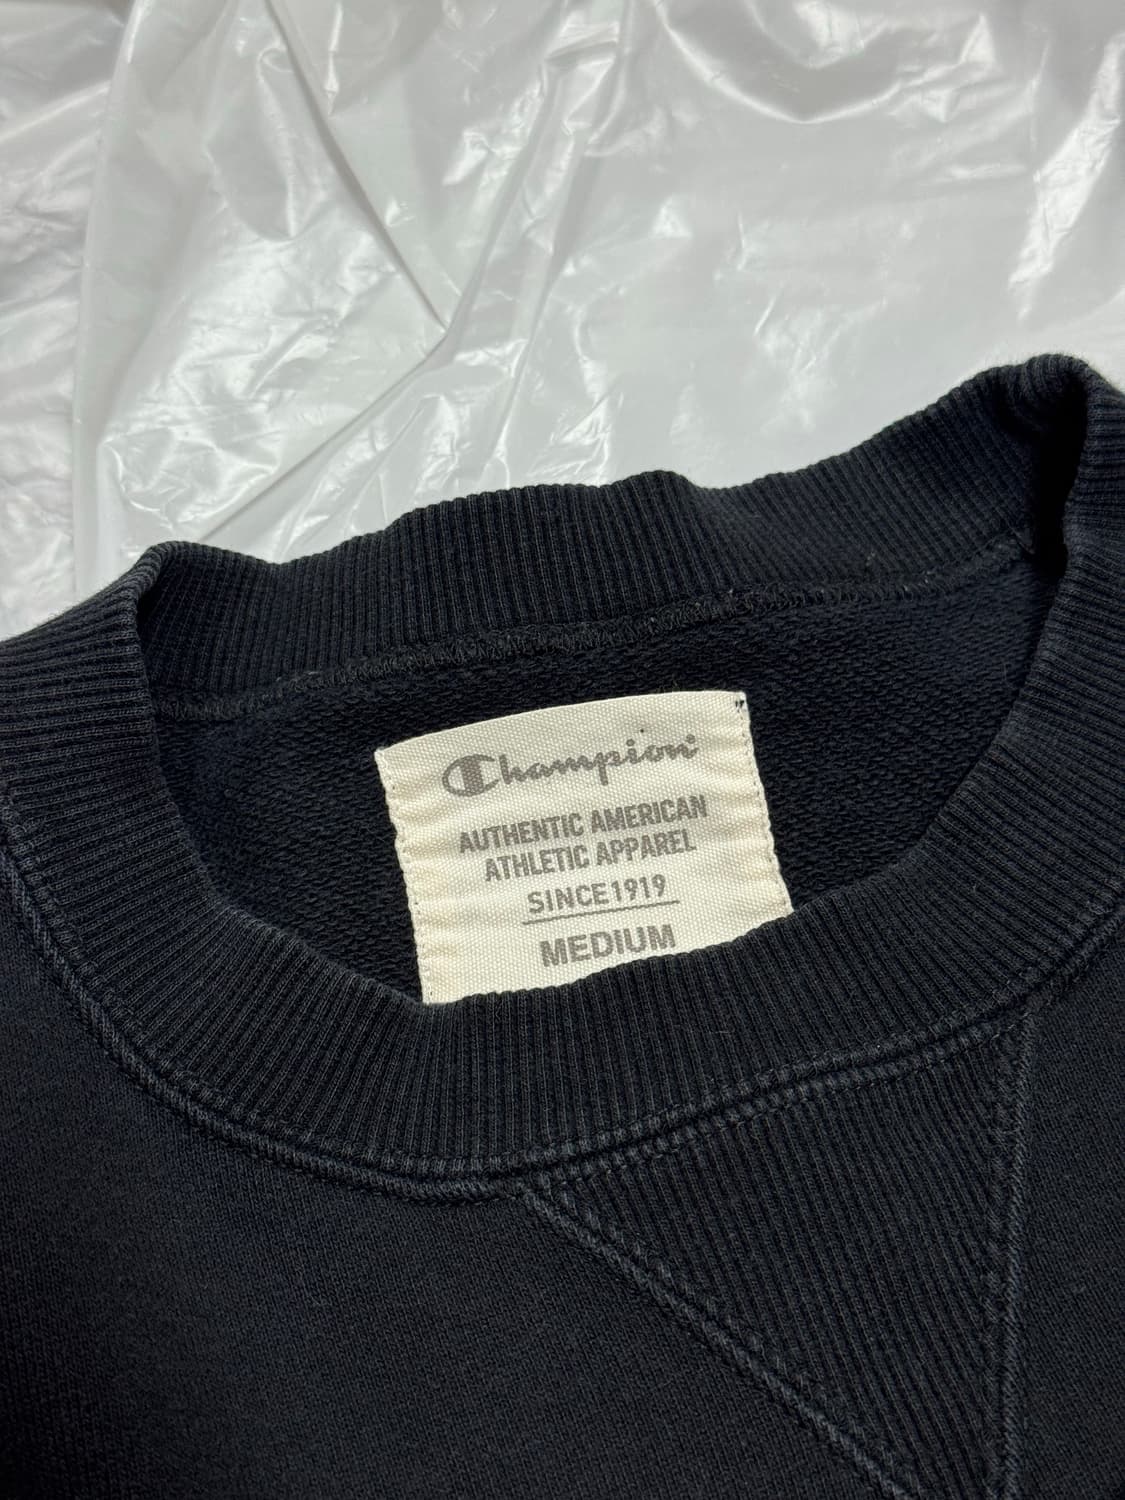 Champion®
AUTHENTIC AMERICAN
ATHLETIC APPAREL
SINCE 1919
MEDIUM